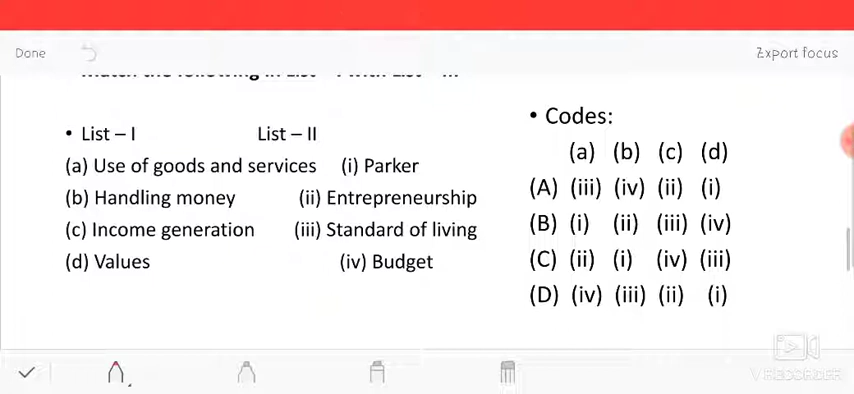 Done
Export focus
• List – I List – II
(a) Use of goods and services (i) Parker
(b) Handling money (ii) Entrepreneurship
(c) Income generation (iii) Standard of living
(d) Values (iv) Budget
• Codes:
(a) (b) (c) (d)
(A) (iii) (iv) (ii) (i)
(B) (i) (ii) (iii) (iv)
(C) (ii) (i) (iv) (iii)
(D) (iv) (iii) (ii) (i)
V RECORDER